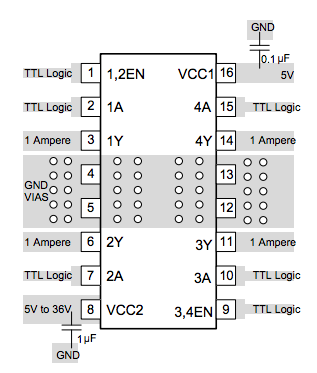 GND
0.1 µF
TTL Logic 1 1,2EN VCC1 16 5V
TTL Logic 2 1A 4A 15 TTL Logic
1 Ampere 3 1Y 4Y 14 1 Ampere
4 13
GND
VIAS
5 12
1 Ampere 6 2Y 3Y 11 1 Ampere
TTL Logic 7 2A 3A 10 TTL Logic
5V to 36V 8 VCC2 3,4EN 9 TTL Logic
1 µF
GND